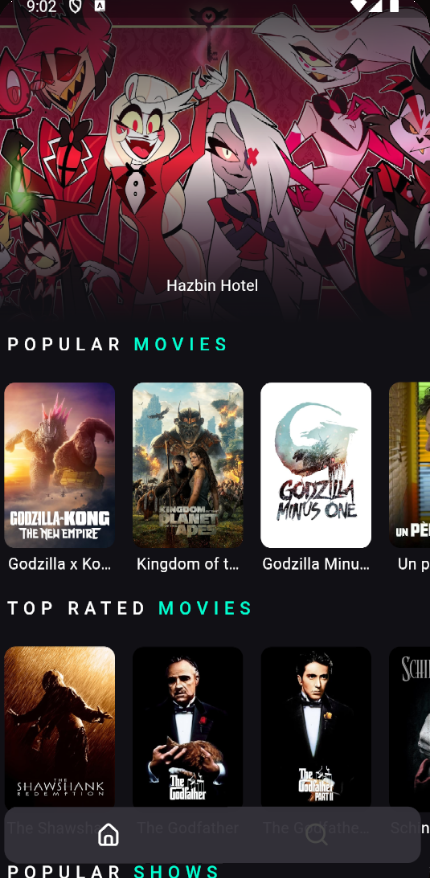 9:02
A
Hazbin Hotel
POPULAR MOVIES
GODZILLA-KONG
THE NEW EMPIRE
KINGDOM OF THE
PLANET
OF THE
APES
GODZILLA
MINUS ONE
UN PE
Godzilla x Ko...
Kingdom of t...
Godzilla Minu...
Un p
TOP RATED MOVIES
THE
SHAWSHANK
REDEMPTION
The
Godfather
The
Godfather
PART II
SCHI
The Shawsha
The Godfather
The Godfathe...
Schin
POPULAR SHOWS